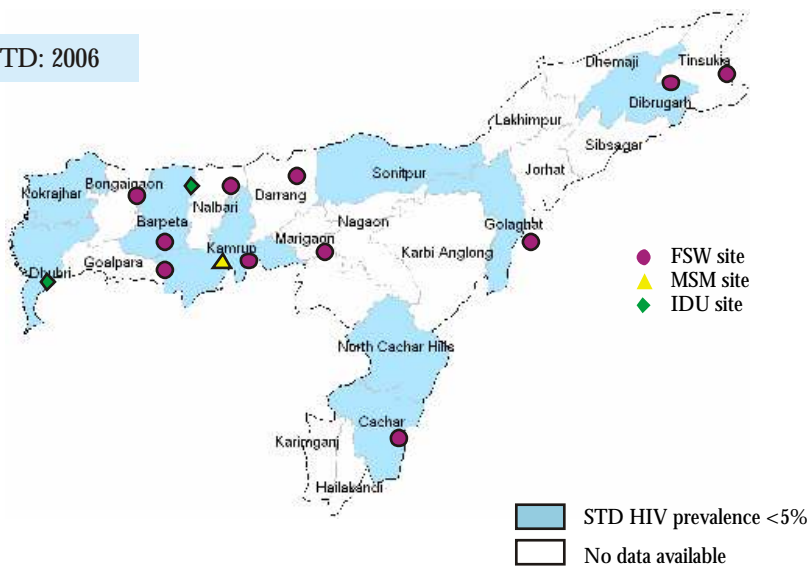 TD: 2006
Dhemaji
Tinsukia
Dibrugarh
Lakhimpur
Sibsagar
Jorhat
Sonitpur
Kokrajhar
Bongaigaon
Darrang
Nalbari
Barpeta
Nagaon
Golaghat
Marigaon
Kamrup
Karbi Anglong
Goalpara
Dhubri
FSW site
MSM site
IDU site
North Cachar Hills
Cachar
Karimganj
Hailakandi
STD HIV prevalence <5%
No data available